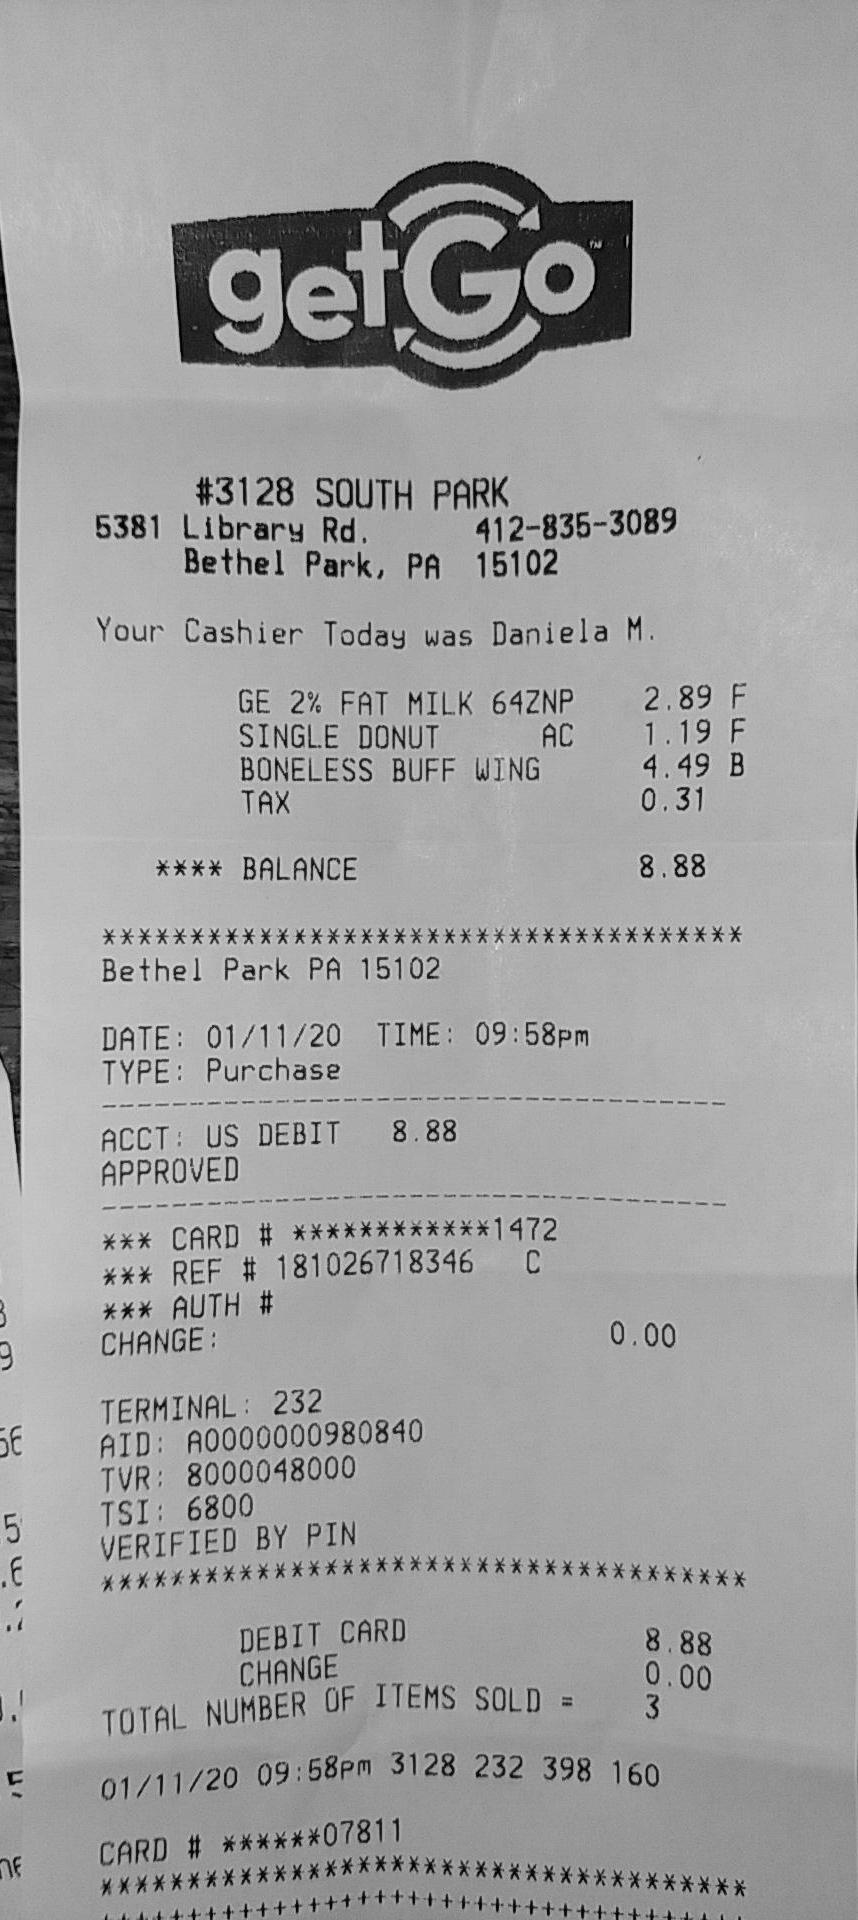 getGo™
#3128 SOUTH PARK
5381 Library Rd. 412-835-3089
Bethel Park, PA 15102
Your Cashier Today was Daniela M.
GE 2% FAT MILK 64ZNP 2.89 F
SINGLE DONUT AC 1.19 F
BONELESS BUFF WING 4.49 B
TAX 0.31
**** BALANCE 8.88
*************************************
Bethel Park PA 15102
DATE: 01/11/20 TIME: 09:58pm
TYPE: Purchase
------------------------------------
ACCT: US DEBIT 8.88
APPROVED
------------------------------------
*** CARD # ************1472
*** REF # 181026718346 C
*** AUTH #
CHANGE: 0.00
TERMINAL: 232
AID: A0000000980840
TVR: 8000048000
TSI: 6800
VERIFIED BY PIN
*************************************
DEBIT CARD 8.88
CHANGE 0.00
TOTAL NUMBER OF ITEMS SOLD = 3
01/11/20 09:58pm 3128 232 398 160
CARD # ******07811
*************************************
+++++++++++++++++++++++++++++++++++++